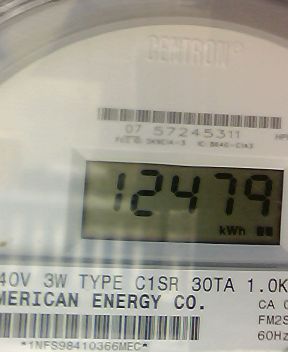 CENTRON®
07 57245311
12479
kWh
40V 3W TYPE C1SR 30TA 1.0K
MERICAN ENERGY CO.
CA 0
FM2S
60Hz
*1NFS98410366MEC*